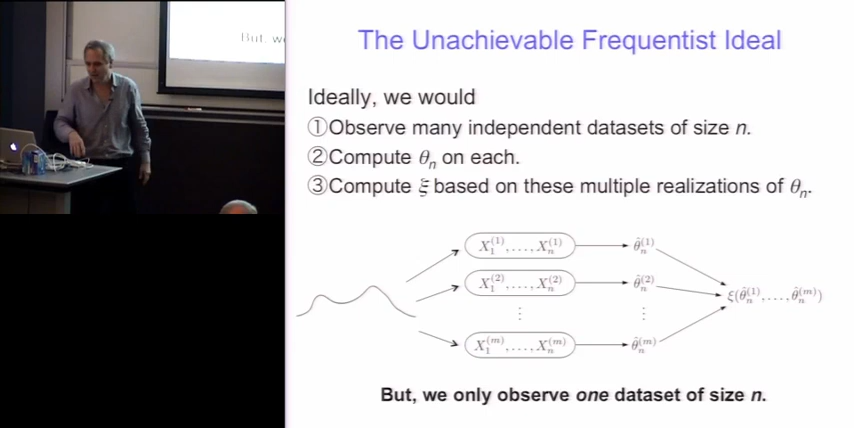 But, we
The Unachievable Frequentist Ideal
Ideally, we would
①Observe many independent datasets of size n.
②Compute θₙ on each.
③Compute ξ based on these multiple realizations of θₙ.
X₁⁽¹⁾, . . . , Xₙ⁽¹⁾ θ̂ₙ⁽¹⁾
X₁⁽²⁾, . . . , Xₙ⁽²⁾ θ̂ₙ⁽²⁾
ξ(θ̂ₙ⁽¹⁾, . . . , θ̂ₙ⁽ᵐ⁾)
⋮ ⋮
X₁⁽ᵐ⁾, . . . , Xₙ⁽ᵐ⁾ θ̂ₙ⁽ᵐ⁾
But, we only observe one dataset of size n.